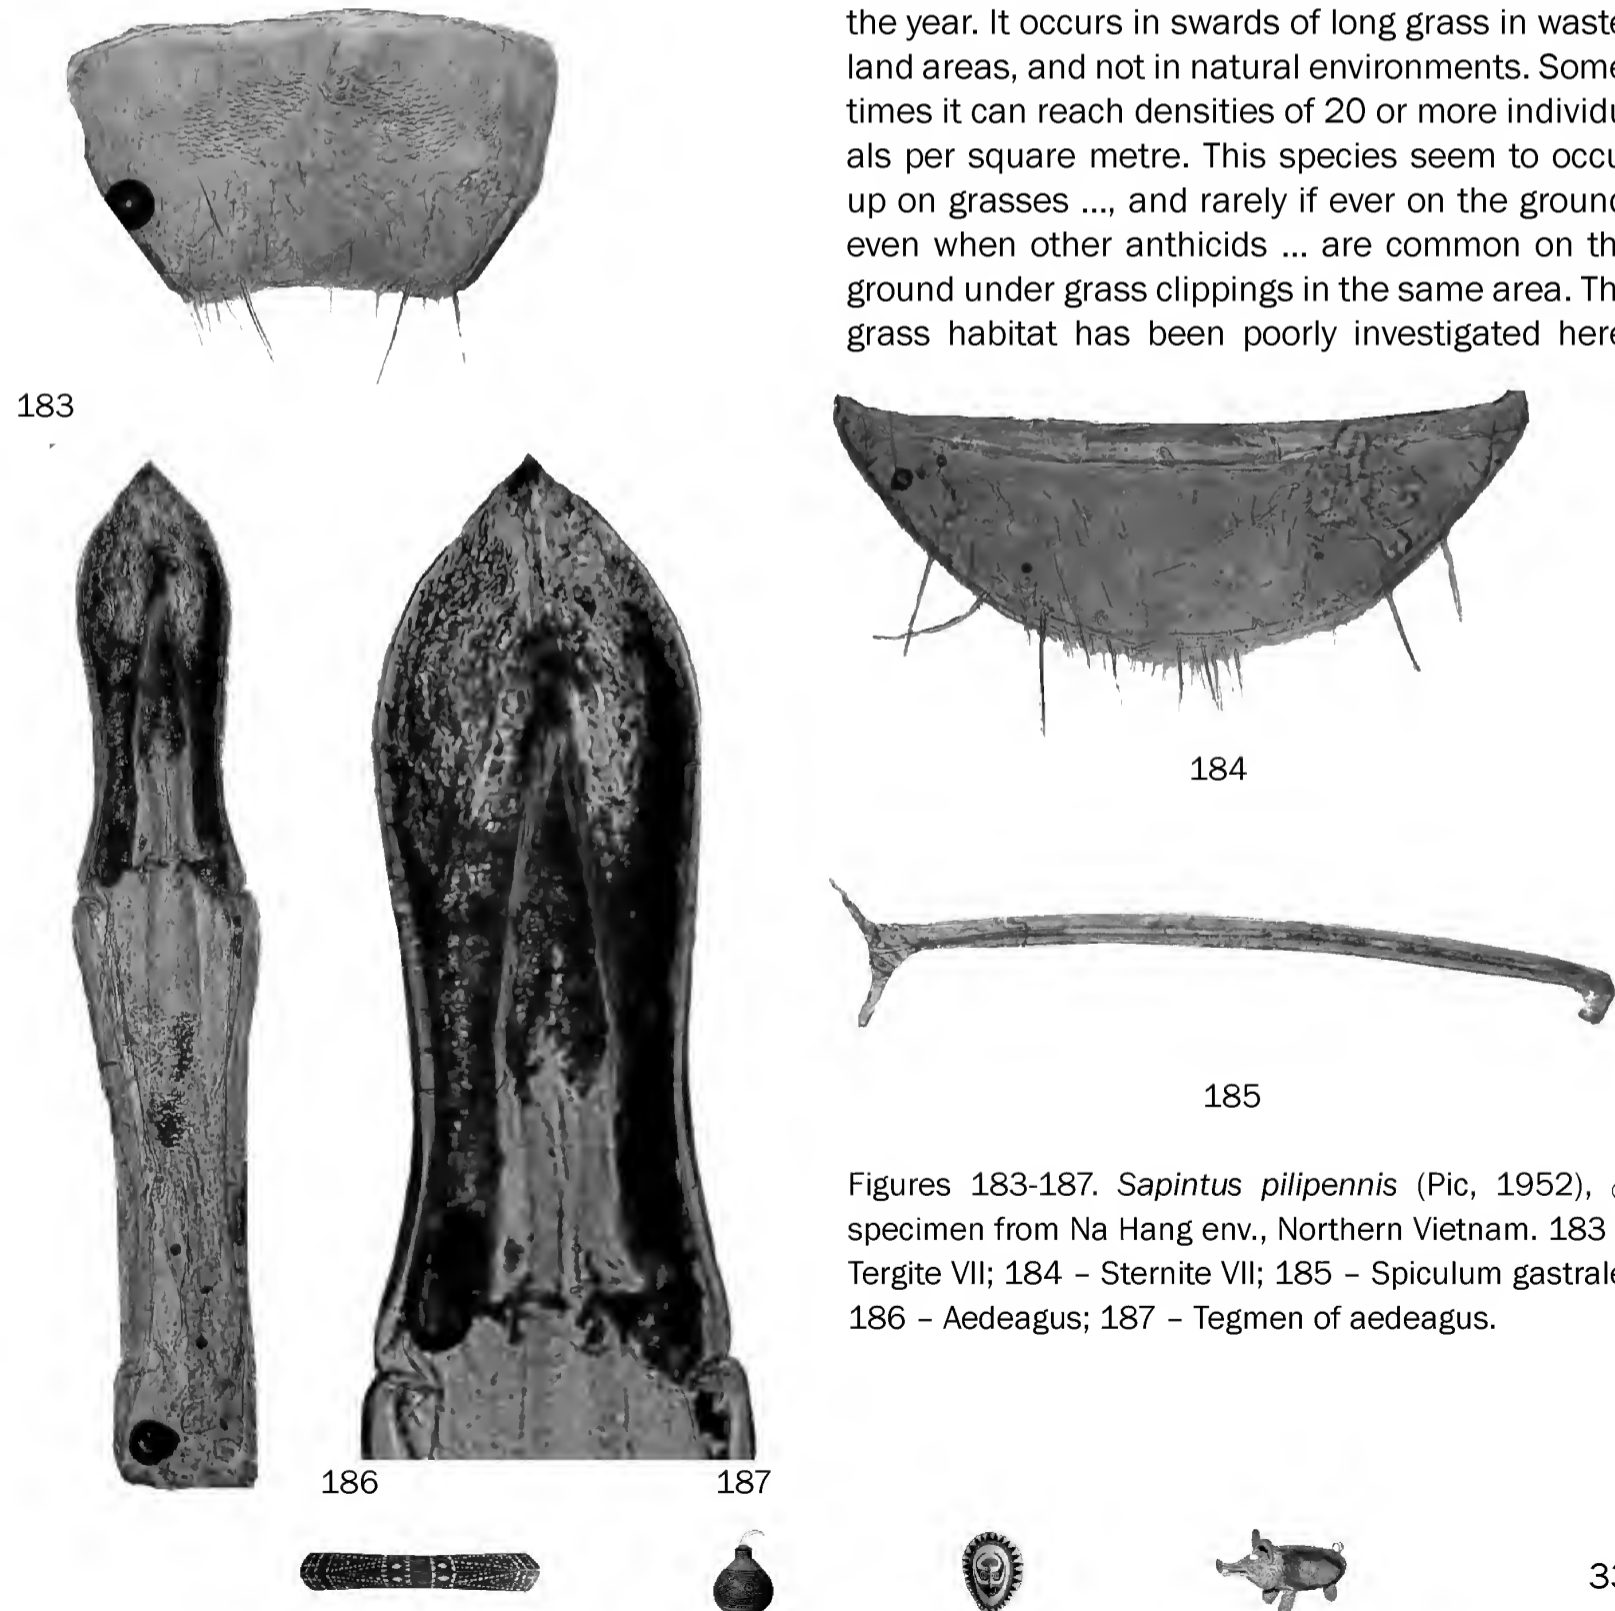 the year. It occurs in swards of long grass in waste
land areas, and not in natural environments. Some
times it can reach densities of 20 or more individu
als per square metre. This species seem to occu
up on grasses ..., and rarely if ever on the ground
even when other anthicids ... are common on th
ground under grass clippings in the same area. Th
grass habitat has been poorly investigated here
183
184
185
Figures 183-187. Sapintus pilipennis (Pic, 1952),
specimen from Na Hang env., Northern Vietnam. 183
Tergite VII; 184 – Sternite VII; 185 – Spiculum gastrale
186 – Aedeagus; 187 – Tegmen of aedeagus.
186
187